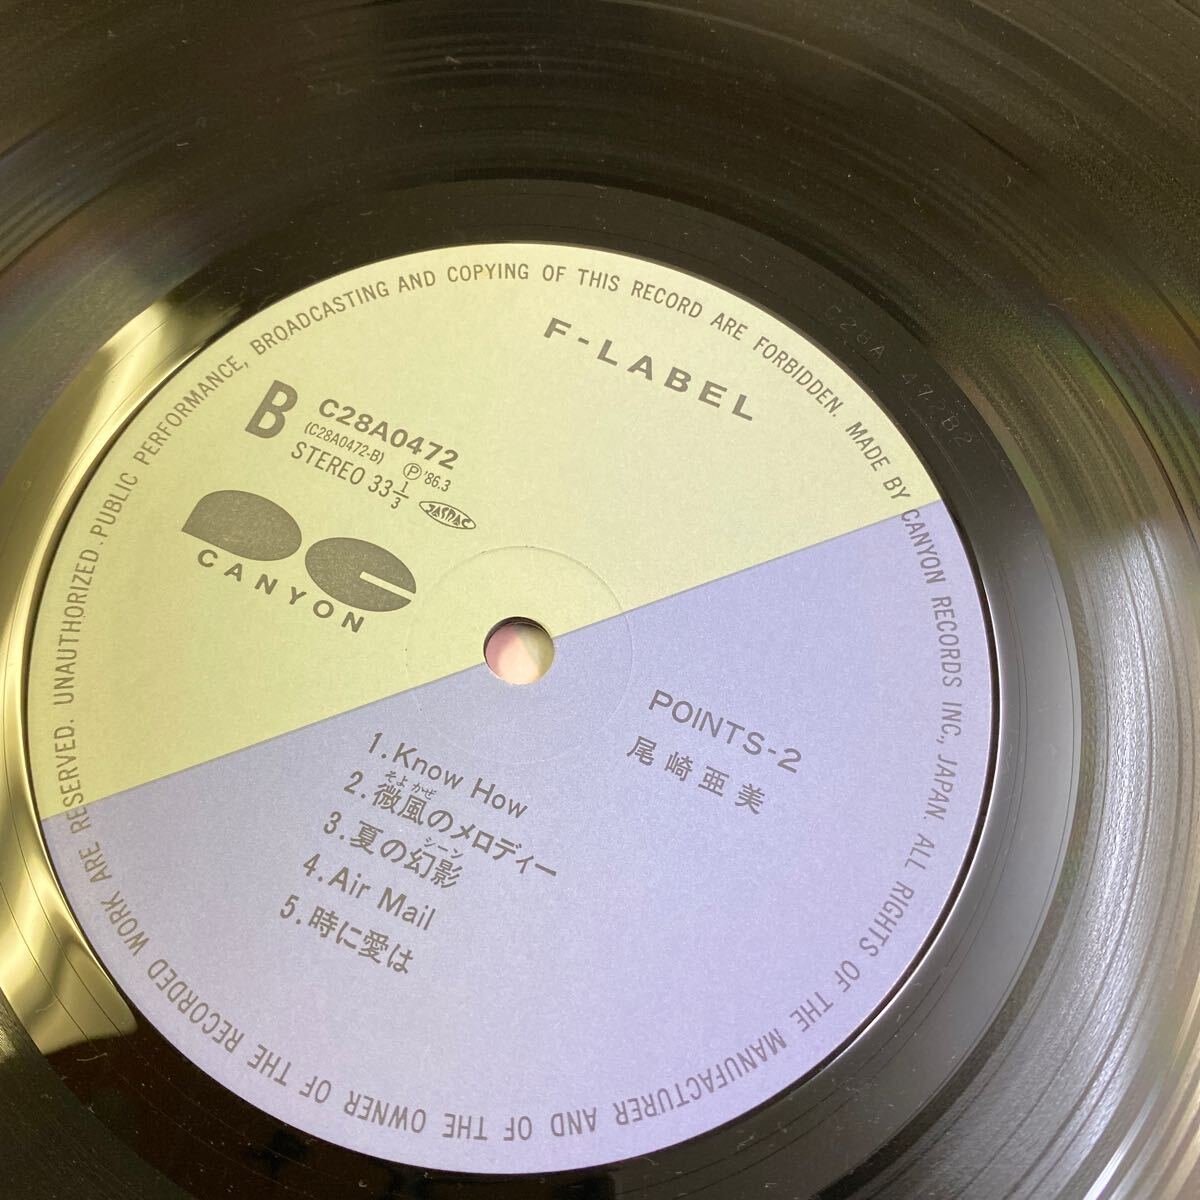 UNAUTHORIZED. PUBLIC PERFORMANCE, BROADCASTING AND COPYING OF THIS RECORD ARE FORBIDDEN. MADE BY CANYON RECORDS INC., JAPAN. ALL RIGHTS OF THE MANUFACTURER AND OF THE OWNER OF THE RECORDED WORK ARE RESERVED.
F-LABEL
B
C28A0472
(C28A0472-B) Ⓟ'86.3
STEREO 33 1/3 JASRAC
CANYON
POINTS-2
尾崎亜美
1. Know How
そよかぜ
2. 微風のメロディー
シーン
3. 夏の幻影
4. Air Mail
5. 時に愛は